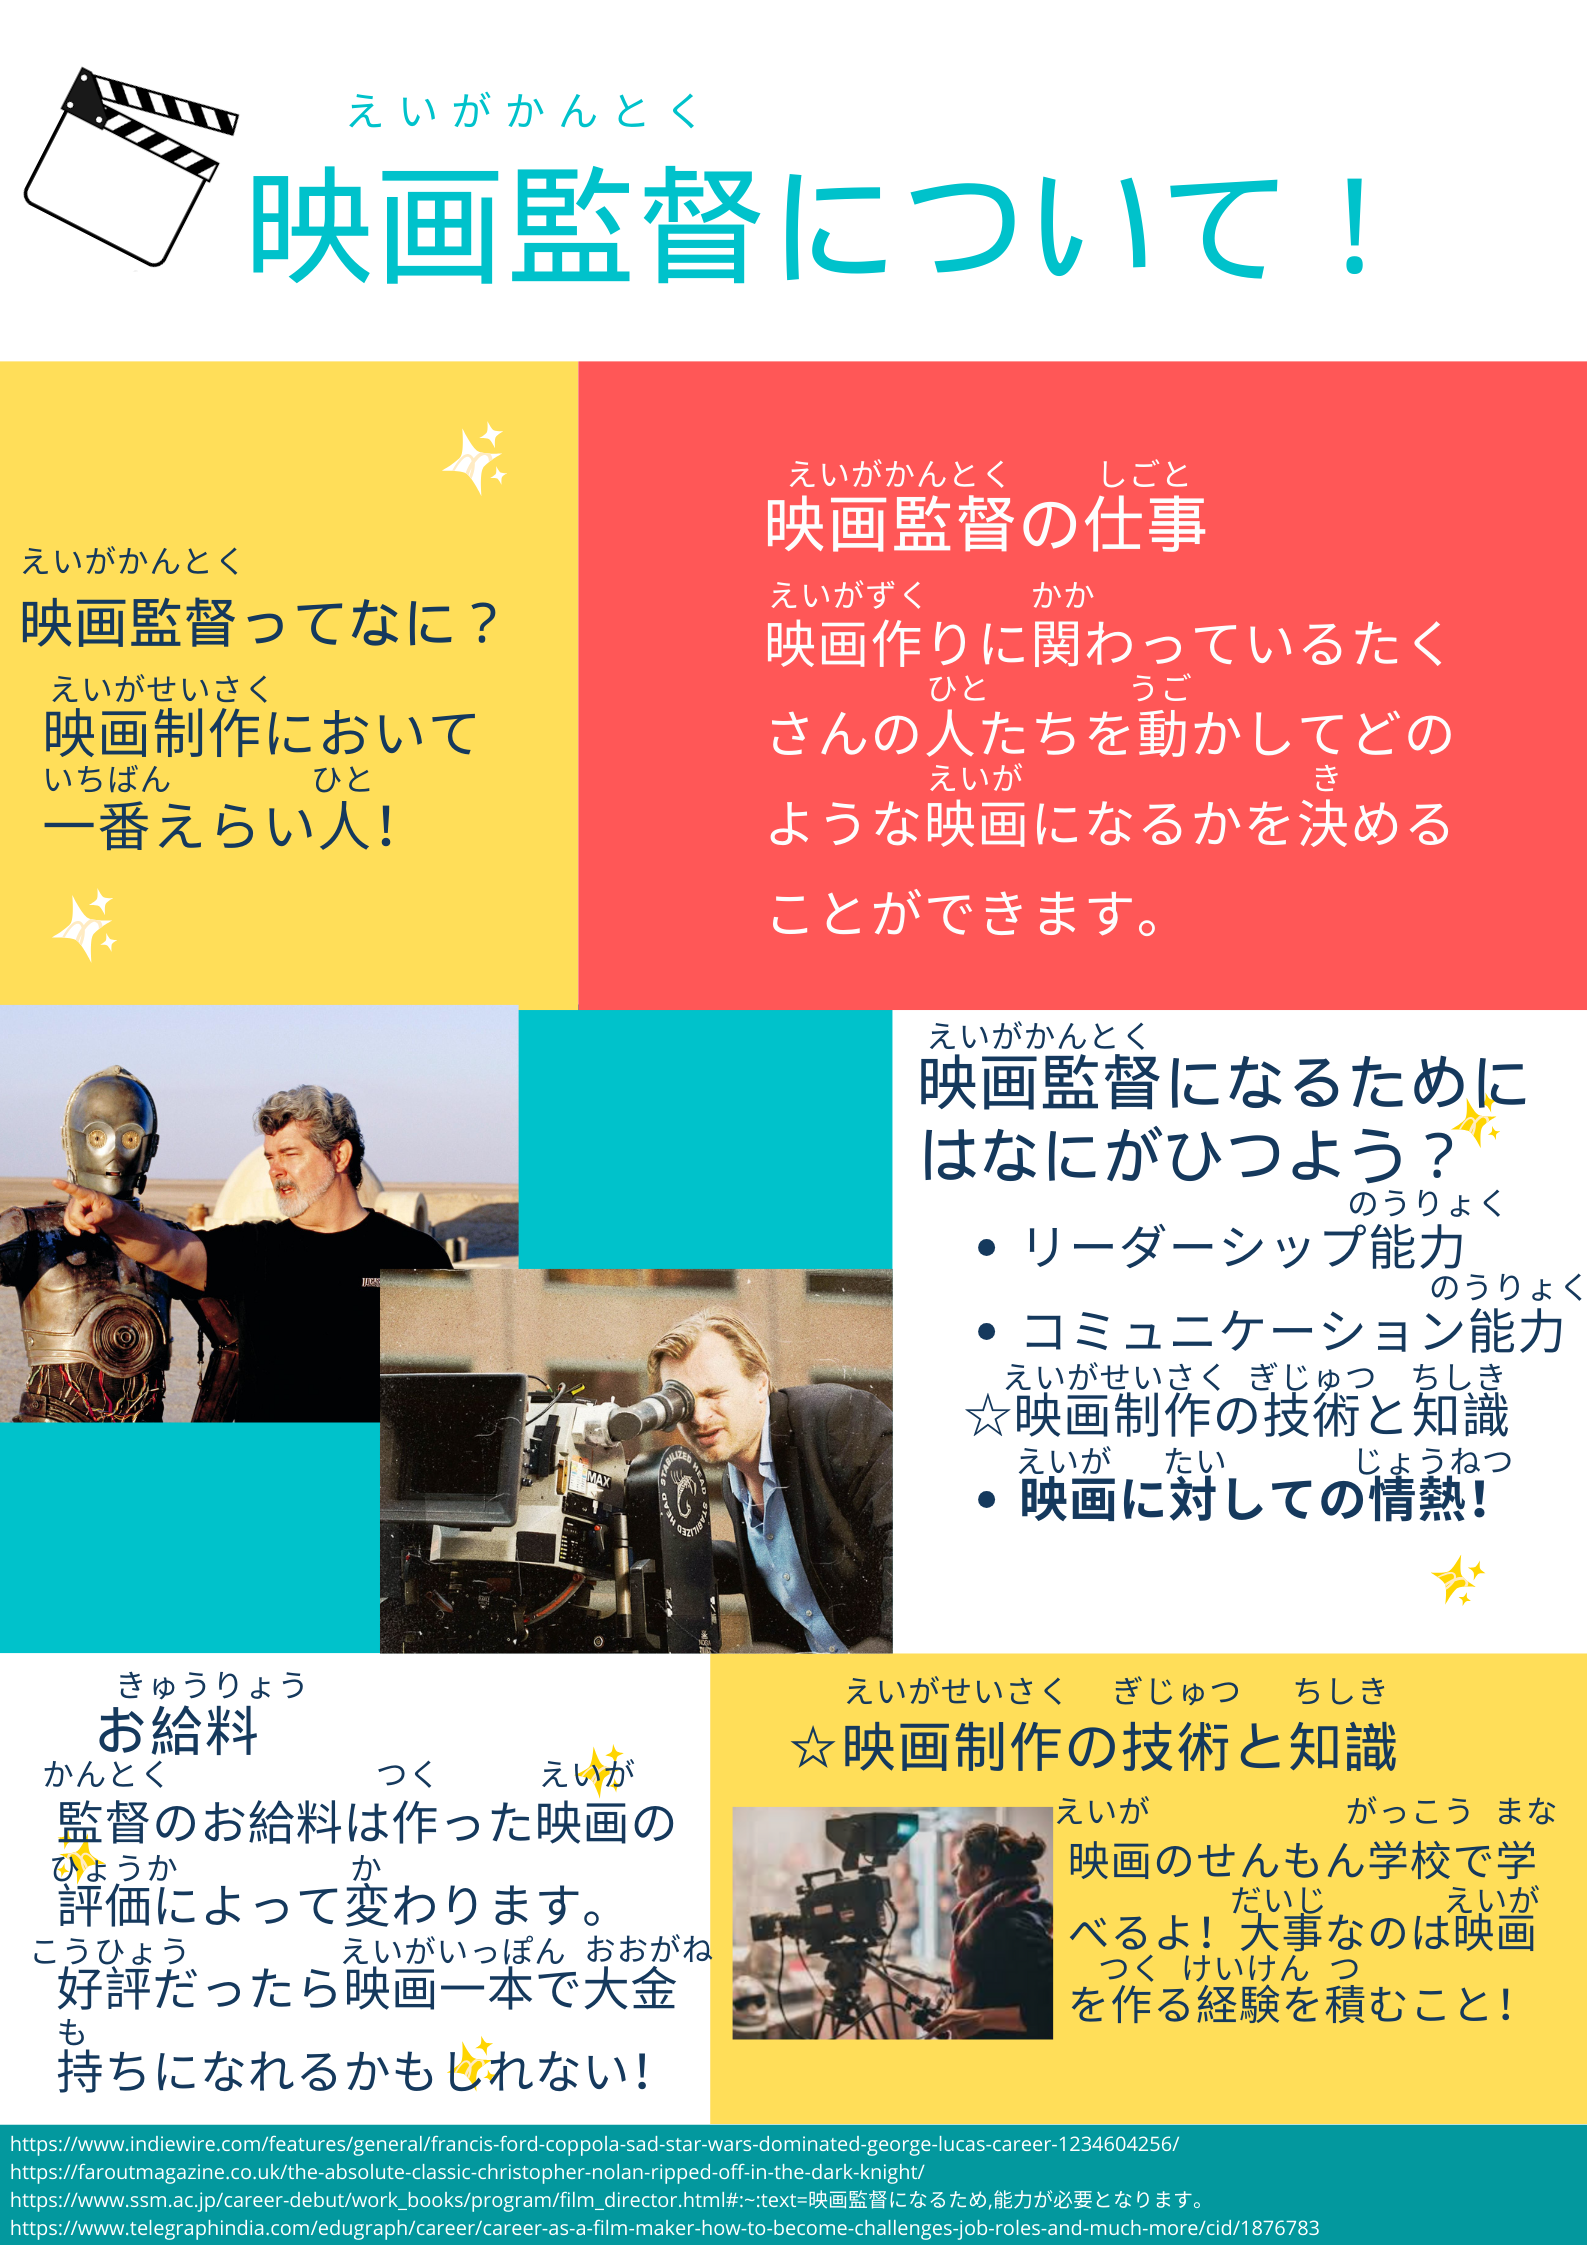 えいがかんとく
映画監督について！
えいがかんとく
映画監督ってなに？
えいがせいさく
映画制作において
いちばん ひと
一番えらい人！
えいがかんとく しごと
映画監督の仕事
えいがずく かか
映画作りに関わっているたく
ひと うご
さんの人たちを動かしてどの
えいが き
ような映画になるかを決める
ことができます。
えいがかんとく
映画監督になるために
はなにがひつよう？
のうりょく
• リーダーシップ能力
のうりょく
• コミュニケーション能力
えいがせいさく ぎじゅつ ちしき
☆映画制作の技術と知識
えいが たい じょうねつ
• 映画に対しての情熱！
MAX
STABILIZED HEAD STABILIZED HEAD
きゅうりょう
お給料
かんとく つく えいが
監督のお給料は作った映画の
ひょうか か
評価によって変わります。
こうひょう えいがいっぽん おおがね
好評だったら映画一本で大金
も
持ちになれるかもしれない！
えいがせいさく ぎじゅつ ちしき
☆映画制作の技術と知識
えいが がっこう まな
映画のせんもん学校で学
だいじ えいが
べるよ！大事なのは映画
つく けいけん つ
を作る経験を積むこと！
https://www.indiewire.com/features/general/francis-ford-coppola-sad-star-wars-dominated-george-lucas-career-1234604256/
https://faroutmagazine.co.uk/the-absolute-classic-christopher-nolan-ripped-off-in-the-dark-knight/
https://www.ssm.ac.jp/career-debut/work_books/program/film_director.html#:~:text=映画監督になるため,能力が必要となります。
https://www.telegraphindia.com/edugraph/career/career-as-a-film-maker-how-to-become-challenges-job-roles-and-much-more/cid/1876783